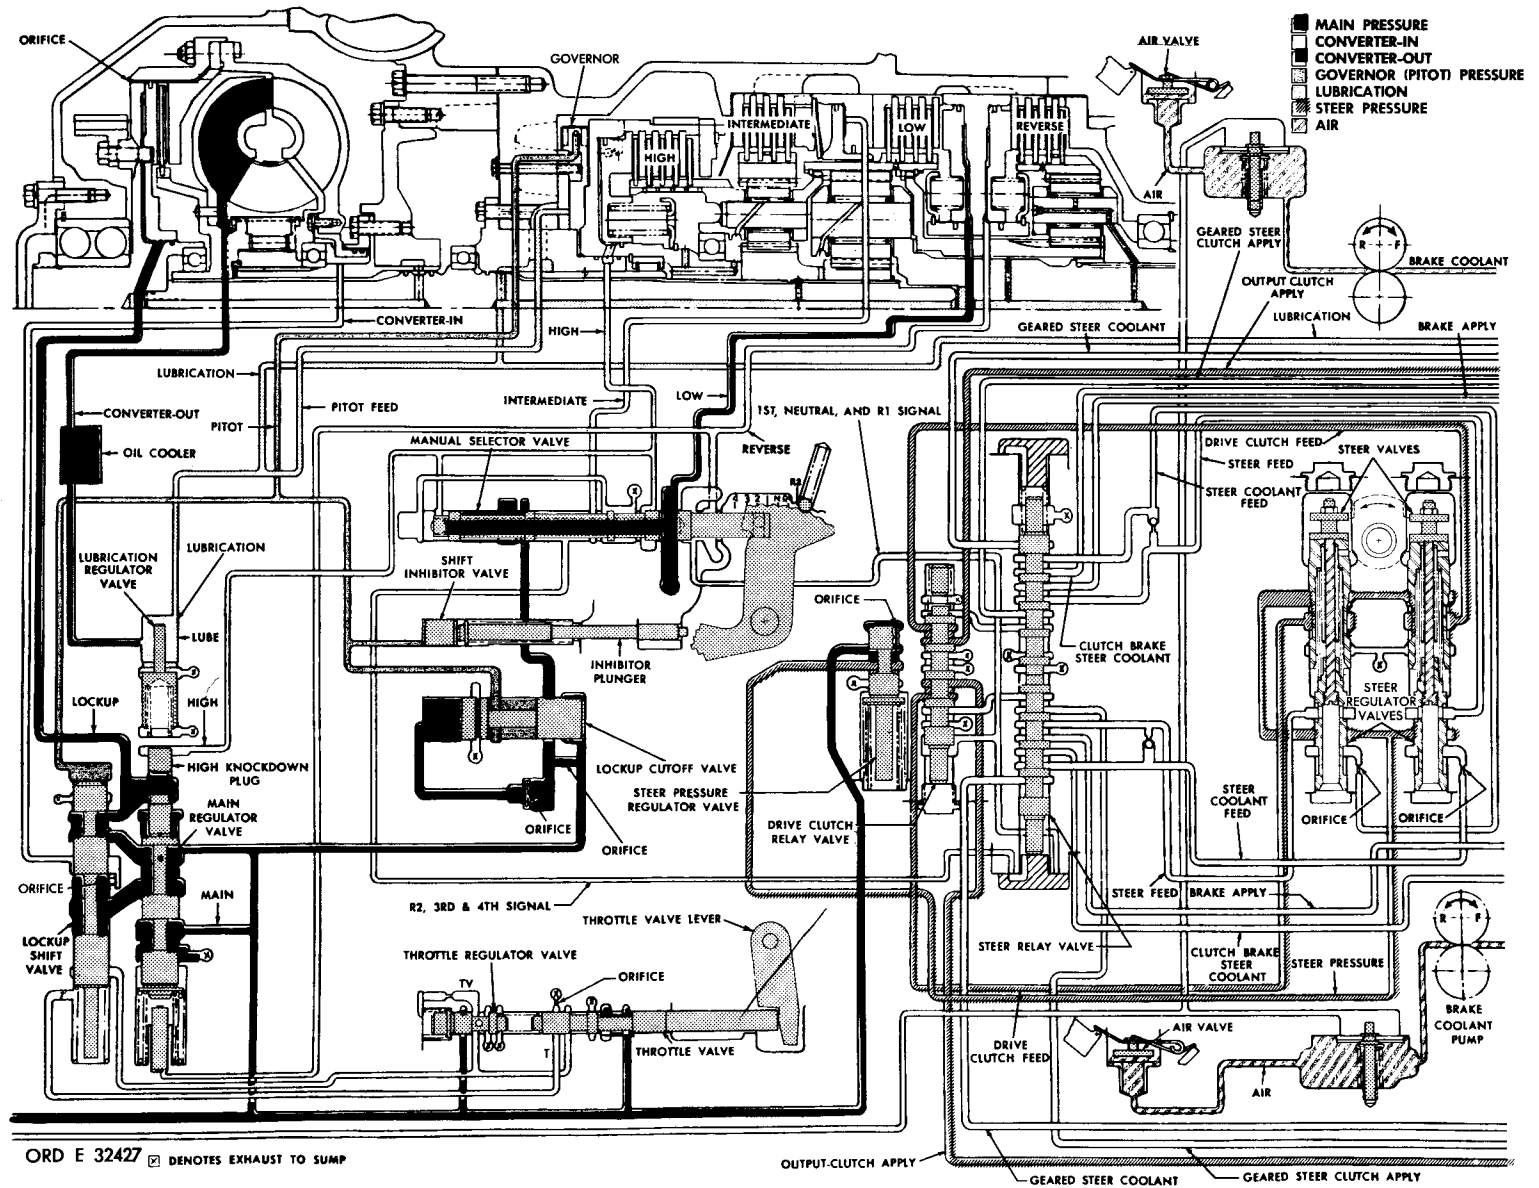 ORIFICE
GOVERNOR
AIR VALVE
MAIN PRESSURE
CONVERTER-IN
CONVERTER-OUT
GOVERNOR (PITOT) PRESSURE
LUBRICATION
STEER PRESSURE
AIR
INTERMEDIATE
LOW
REVERSE
HIGH
AIR
GEARED STEER
CLUTCH APPLY
R F
BRAKE COOLANT
OUTPUT CLUTCH
APPLY
LUBRICATION
CONVERTER-IN
HIGH
GEARED STEER COOLANT
BRAKE APPLY
LUBRICATION
CONVERTER-OUT
PITOT FEED
PITOT
INTERMEDIATE
LOW
1ST, NEUTRAL, AND R1 SIGNAL
MANUAL SELECTOR VALVE
REVERSE
DRIVE CLUTCH FEED
STEER VALVES
STEER FEED
OIL COOLER
STEER COOLANT
FEED
R2
LUBRICATION
REGULATOR
VALVE
LUBRICATION
SHIFT
INHIBITOR VALVE
ORIFICE
LUBE
CLUTCH BRAKE
STEER COOLANT
INHIBITOR
PLUNGER
STEER
REGULATOR
VALVES
LOCKUP
HIGH
HIGH KNOCKDOWN
PLUG
LOCKUP CUTOFF VALVE
STEER PRESSURE
REGULATOR VALVE
MAIN
REGULATOR
VALVE
STEER
COOLANT
FEED
ORIFICE
ORIFICE
ORIFICE
ORIFICE
DRIVE CLUTCH
RELAY VALVE
ORIFICE
MAIN
STEER FEED
BRAKE APPLY
R2, 3RD & 4TH SIGNAL
THROTTLE VALVE LEVER
R F
LOCKUP
SHIFT
VALVE
THROTTLE REGULATOR VALVE
STEER RELAY VALVE
CLUTCH BRAKE
STEER
COOLANT
STEER PRESSURE
TV
ORIFICE
BRAKE
COOLANT
PUMP
T
THROTTLE VALVE
DRIVE
CLUTCH FEED
AIR VALVE
AIR
ORD E 32427
X DENOTES EXHAUST TO SUMP
OUTPUT-CLUTCH APPLY
GEARED STEER COOLANT
GEARED STEER CLUTCH APPLY